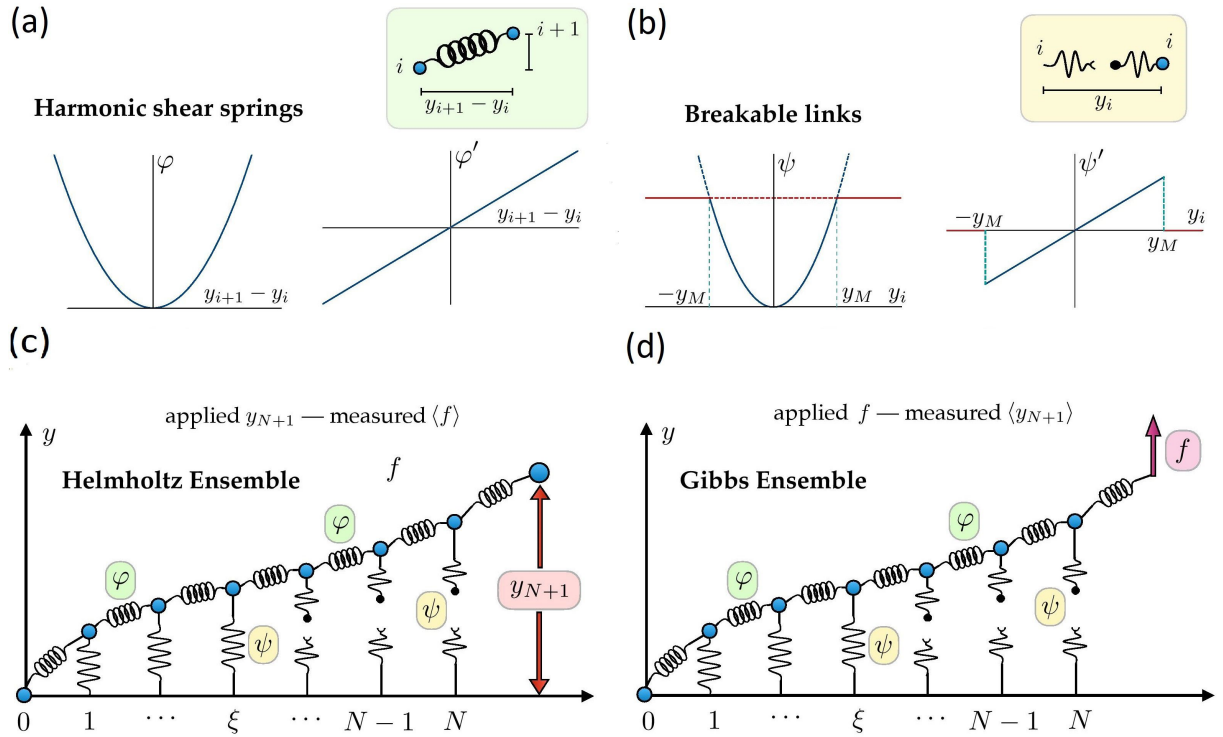 (a)
i
i + 1
y_{i+1} − y_i
Harmonic shear springs
φ
y_{i+1} − y_i
φ′
y_{i+1} − y_i
(b)
i
i
y_i
Breakable links
ψ
−y_M
y_M
y_i
ψ′
−y_M
y_M
y_i
(c)
applied y_{N+1} — measured ⟨f⟩
y
Helmholtz Ensemble
f
φ
φ
ψ
ψ
y_{N+1}
0 1 ⋯ ξ ⋯ N − 1 N
(d)
applied f — measured ⟨y_{N+1}⟩
y
Gibbs Ensemble
f
φ
φ
ψ
ψ
0 1 ⋯ ξ ⋯ N − 1 N